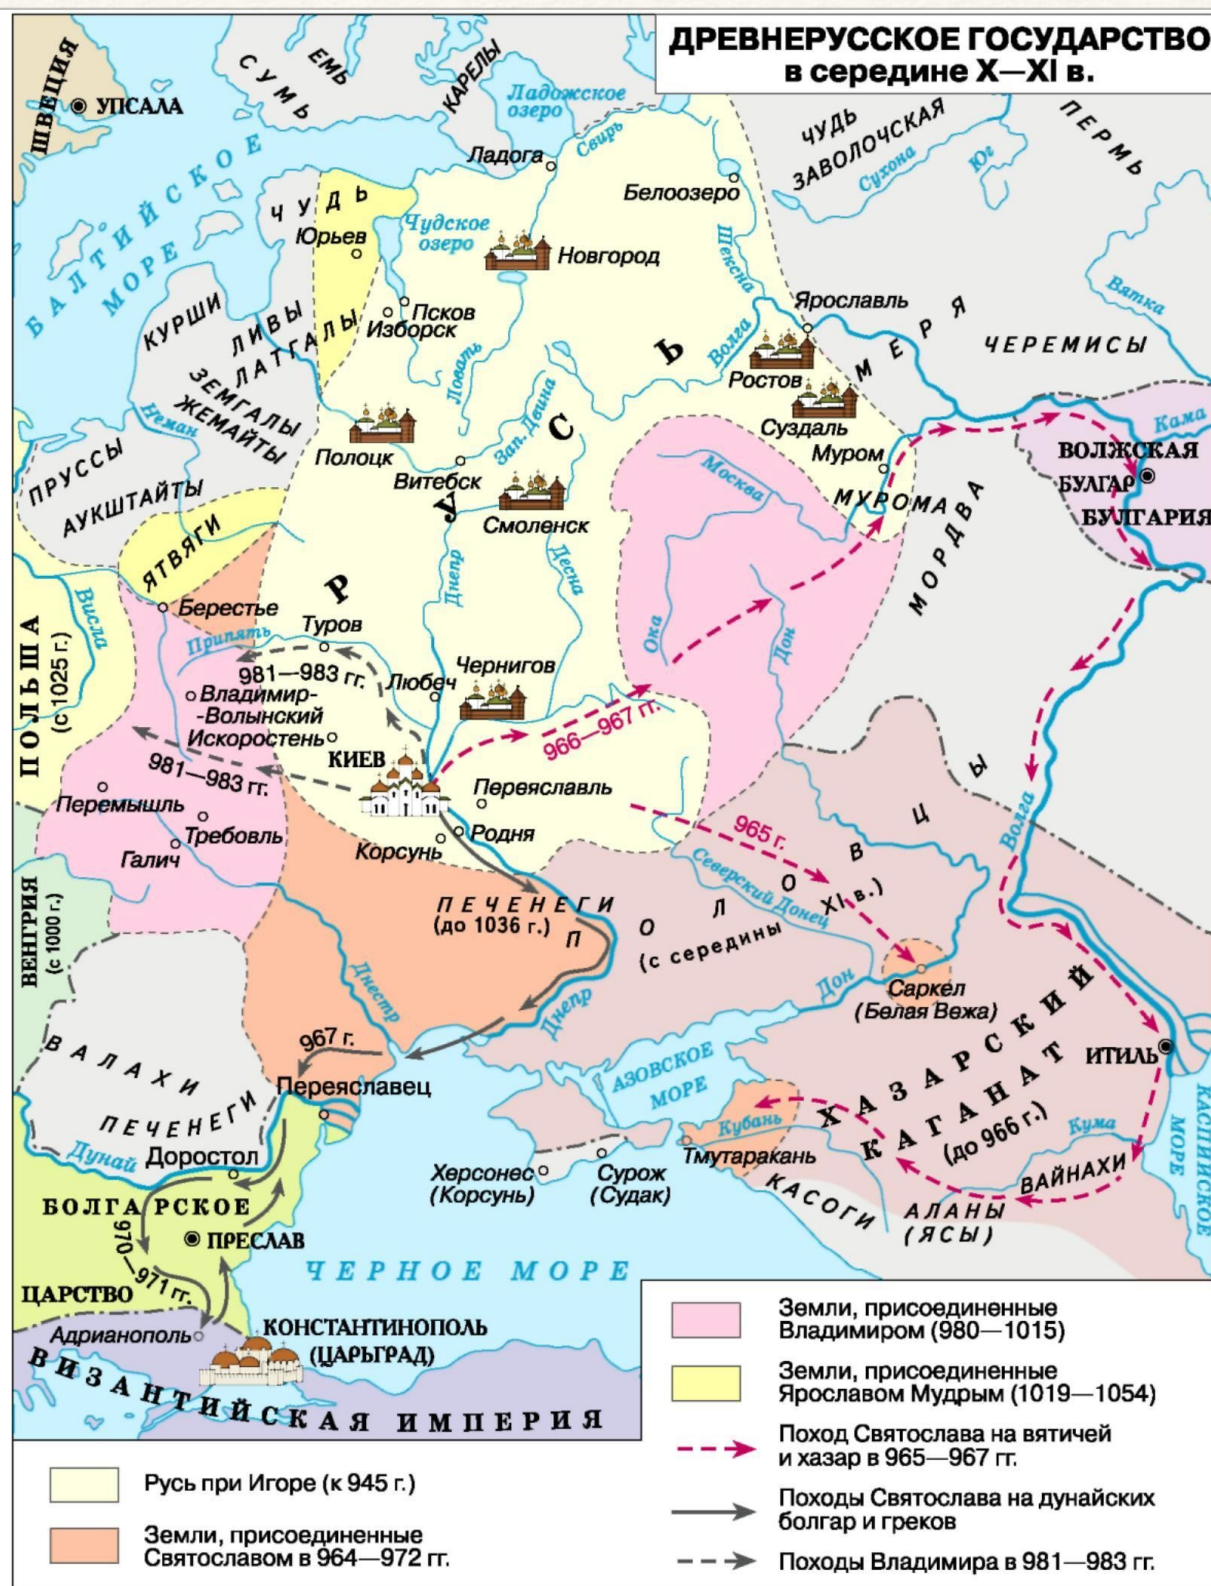 ДРЕВНЕРУССКОЕ ГОСУДАРСТВО
в середине X—XI в.
ШВЕЦИЯ
УПСАЛА
СУМЬ
ЕМЬ
КАРЕЛЫ
Ладожское
озеро
Свирь
Ладога
ЧУДЬ
ЗАВОЛОЧСКАЯ
Сухона
Юг
ПЕРМЬ
Белоозеро
БАЛТИЙСКОЕ
МОРЕ
ЧУДЬ
Юрьев
Чудское
озеро
Новгород
Шексна
Вятка
Псков
Изборск
Ярославль
КУРШИ
ЛИВЫ
ЛАТГАЛЫ
ЗЕМГАЛЫ
ЖЕМАЙТЫ
Ловать
Волга
Ростов
МЕРЯ
ЧЕРЕМИСЫ
Неман
Зап. Двина
Суздаль
Кама
Полоцк
Витебск
Муром
ВОЛЖСКАЯ
БУЛГАР
БУЛГАРИЯ
ПРУССЫ
АУКШТАЙТЫ
Москва
МУРОМА
Смоленск
МОРДВА
ЯТВЯГИ
РУСЬ
Днепр
Десна
Висла
Берестье
Припять
Туров
Ока
Дон
ПОЛЬША
(с 1025 г.)
981—983 гг.
Любеч
Чернигов
Владимир-
-Волынский
Искоростень
КИЕВ
966—967 гг.
981—983 гг.
Перемышль
Требовль
Галич
Переяславль
Родня
Корсунь
965 г.
Волга
ВЕНГРИЯ
(с 1000 г.)
ПЕЧЕНЕГИ
(до 1036 г.)
ПОЛОВЦЫ
(с середины XI в.)
Северский Донец
Днестр
Днепр
Дон
Саркел
(Белая Вежа)
ВАЛАХИ
967 г.
Переяславец
АЗОВСКОЕ
МОРЕ
ХАЗАРСКИЙ
КАГАНАТ
(до 966 г.)
ИТИЛЬ
КАСПИЙСКОЕ
МОРЕ
ПЕЧЕНЕГИ
Кубань
Кума
Дунай
Доростол
Тмутаракань
Херсонес
(Корсунь)
Сурож
(Судак)
ВАЙНАХИ
КАСОГИ
АЛАНЫ
(ЯСЫ)
БОЛГАРСКОЕ
ЦАРСТВО
970—971 гг.
ПРЕСЛАВ
ЧЕРНОЕ МОРЕ
Адрианополь
КОНСТАНТИНОПОЛЬ
(ЦАРЬГРАД)
ВИЗАНТИЙСКАЯ ИМПЕРИЯ
Русь при Игоре (к 945 г.)
Земли, присоединенные
Святославом в 964—972 гг.
Земли, присоединенные
Владимиром (980—1015)
Земли, присоединенные
Ярославом Мудрым (1019—1054)
Поход Святослава на вятичей
и хазар в 965—967 гг.
Походы Святослава на дунайских
болгар и греков
Походы Владимира в 981—983 гг.